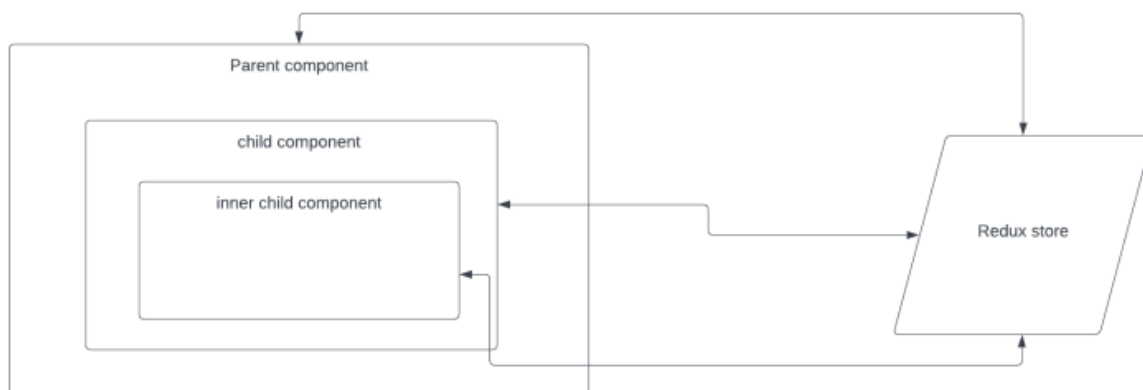 Parent component
child component
inner child component
Redux store